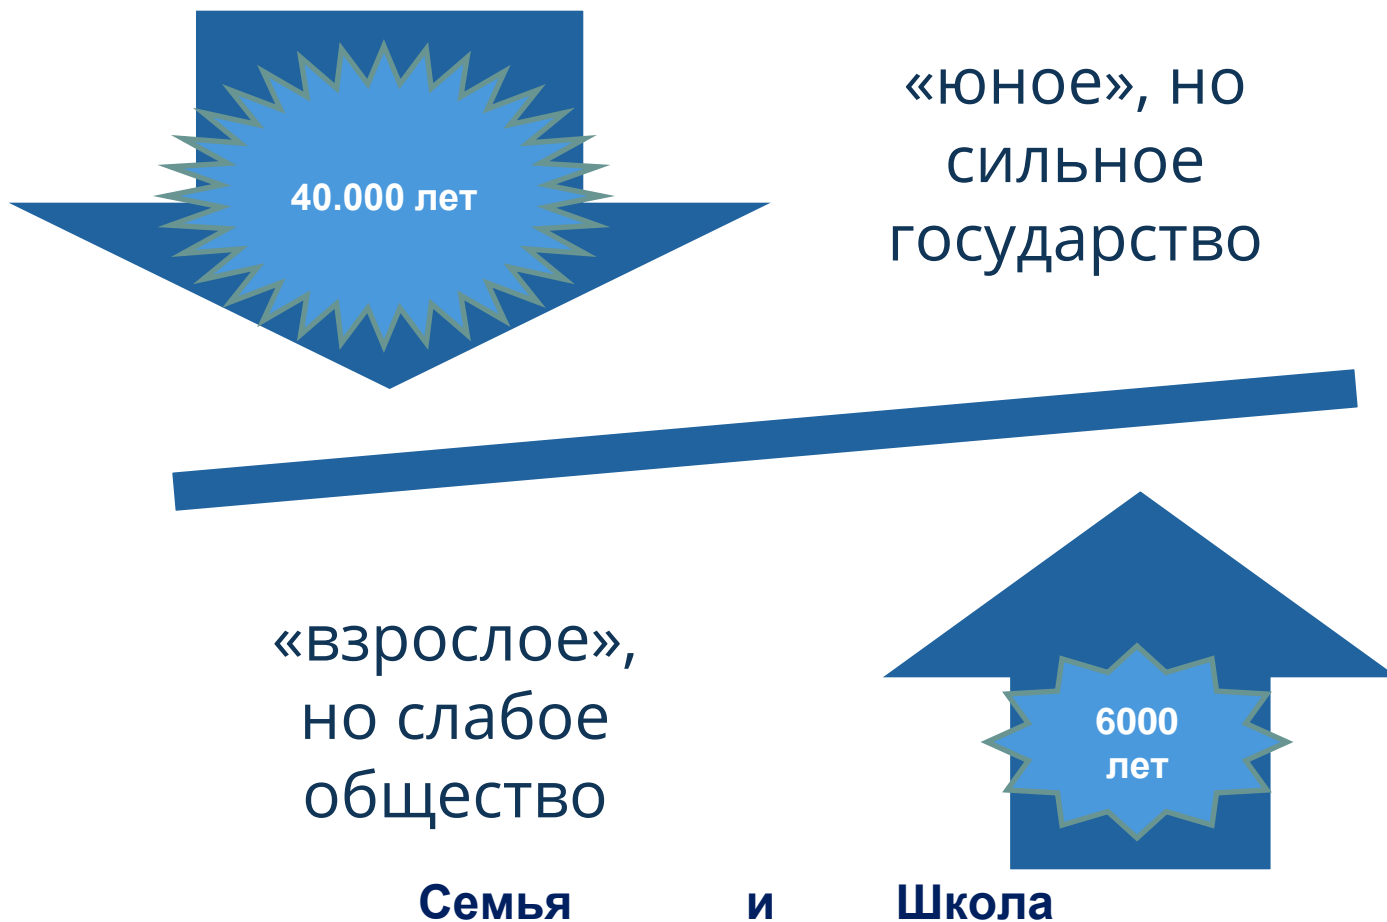 40.000 лет
«юное», но
сильное
государство
«взрослое»,
но слабое
общество
6000
лет
Семья и Школа